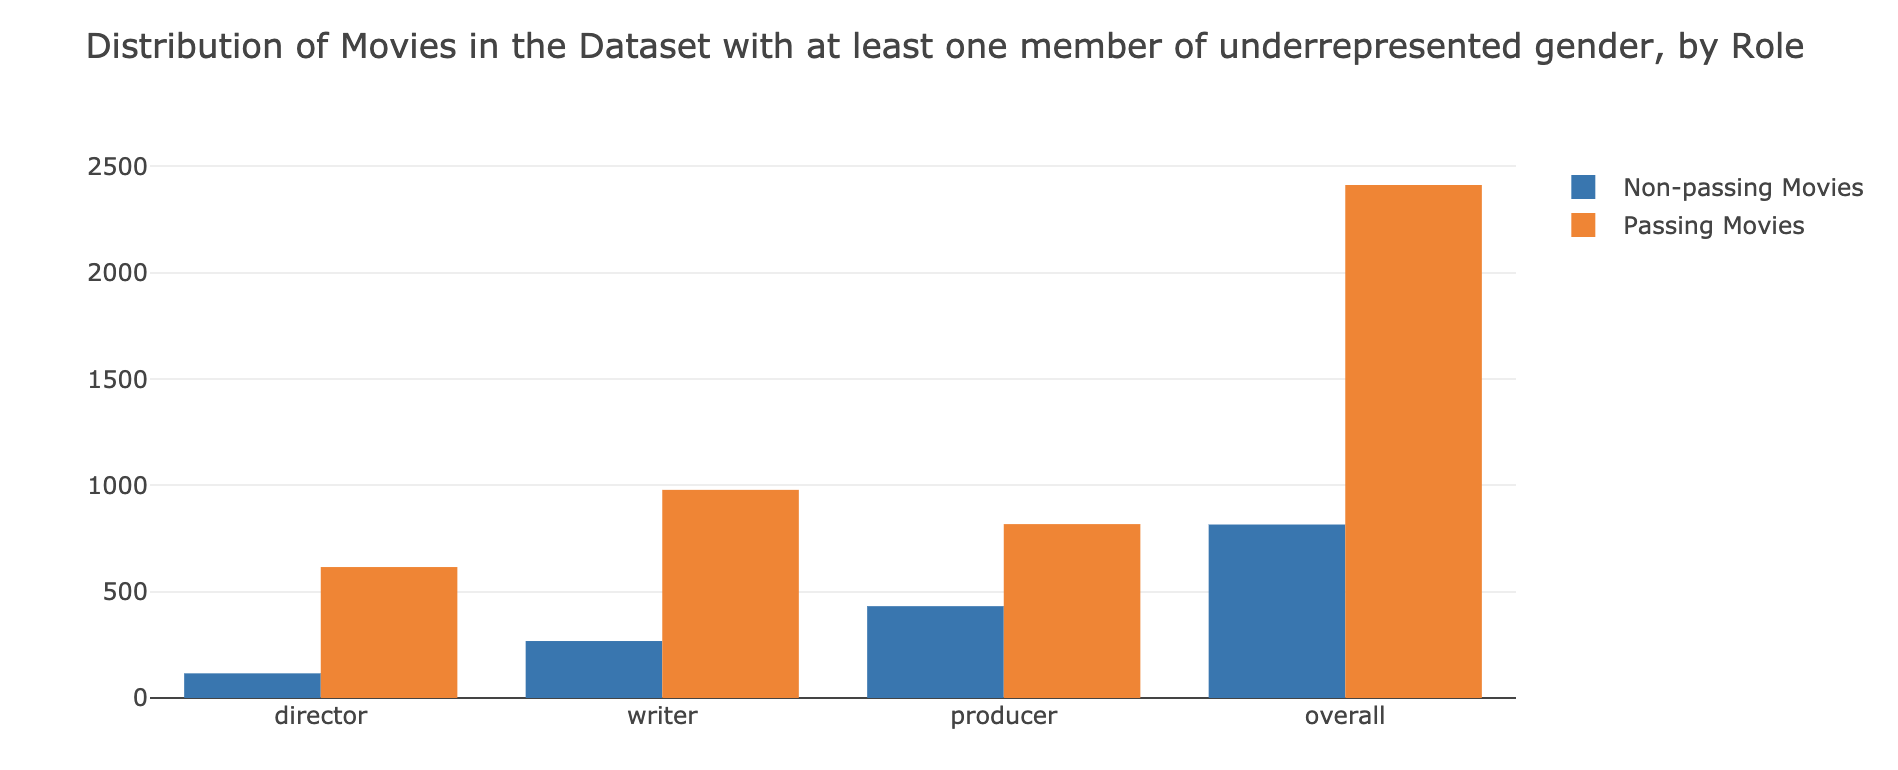 Distribution of Movies in the Dataset with at least one member of underrepresented gender, by Role
2500
2000
1500
1000
500
0
director
writer
producer
overall
Non-passing Movies
Passing Movies